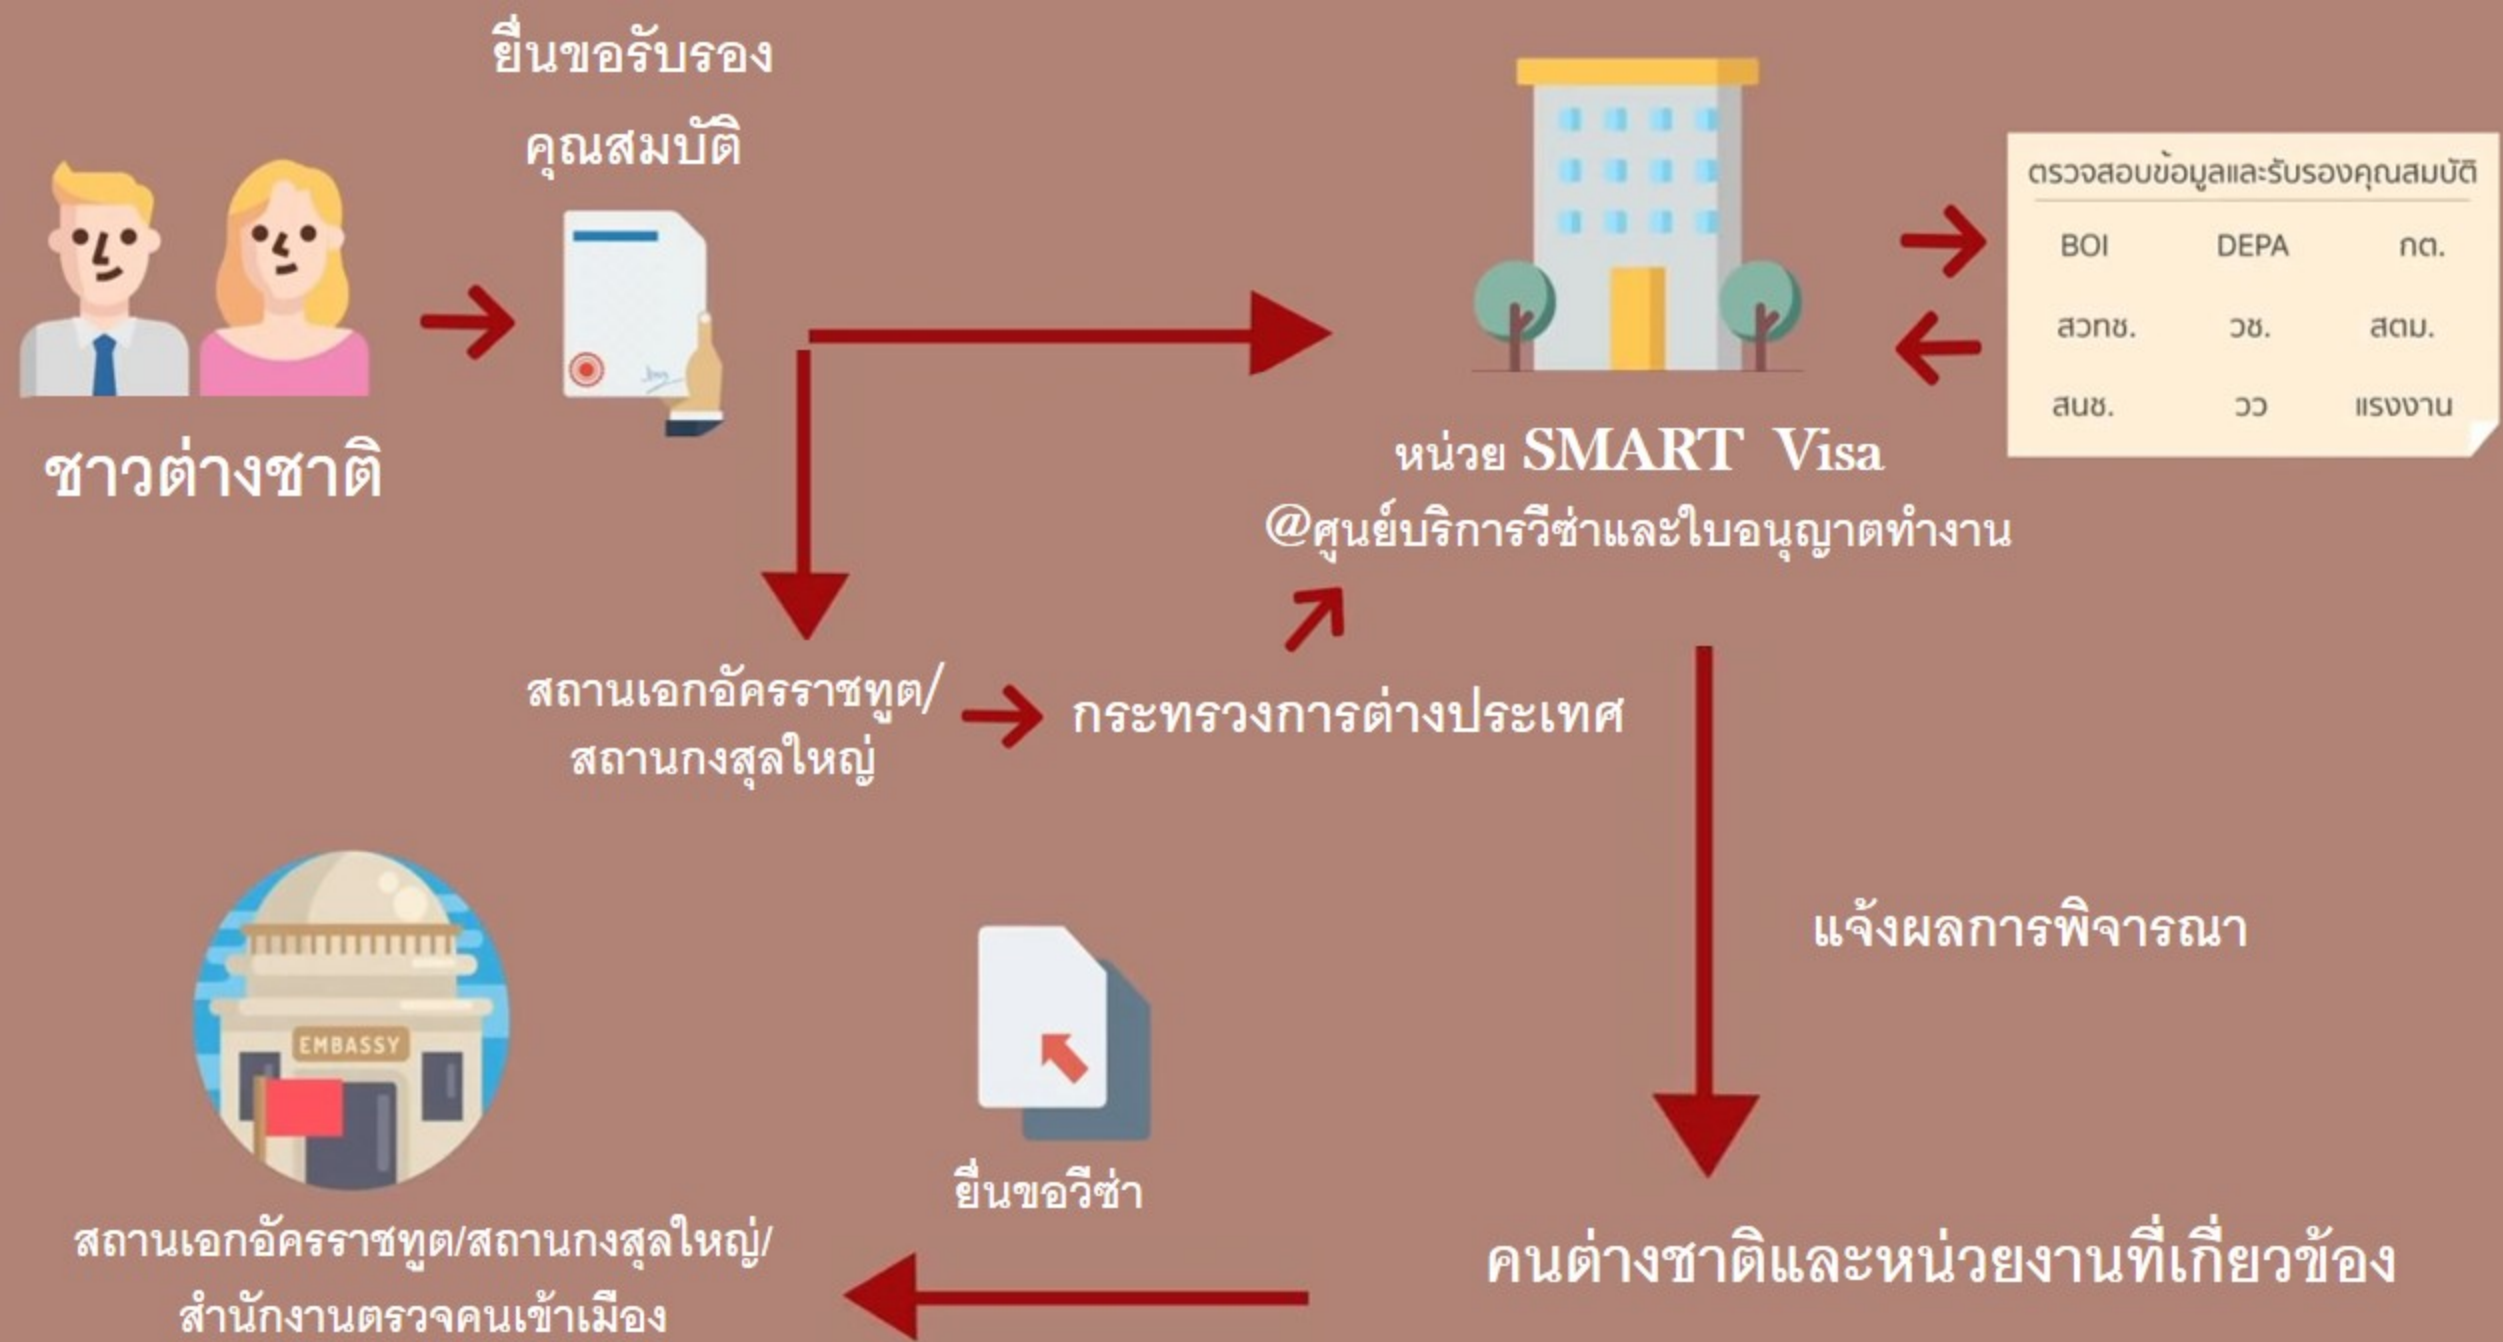 ยื่นขอรับรอง
คุณสมบัติ
ชาวต่างชาติ
หน่วย SMART Visa
@ศูนย์บริการวีซ่าและใบอนุญาตทำงาน
ตรวจสอบข้อมูลและรับรองคุณสมบัติ
BOI DEPA กต.
สวทช. วช. สตม.
สนช. วว แรงงาน
สถานเอกอัครราชทูต/
สถานกงสุลใหญ่
กระทรวงการต่างประเทศ
แจ้งผลการพิจารณา
คนต่างชาติและหน่วยงานที่เกี่ยวข้อง
ยื่นขอวีซ่า
EMBASSY
สถานเอกอัครราชทูต/สถานกงสุลใหญ่/
สำนักงานตรวจคนเข้าเมือง